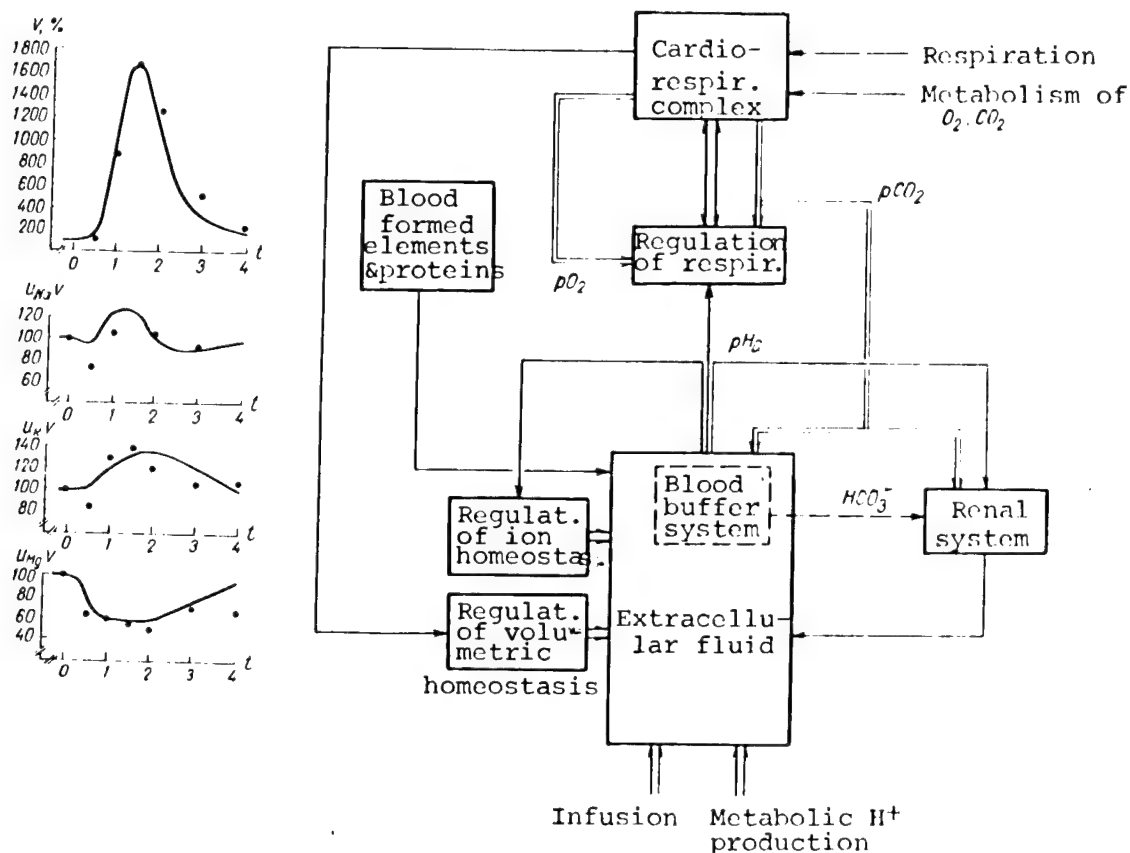 V, %
1800
1600
1400
1200
1000
800
600
400
200
0 1 2 3 4 t
120
100
80
60
0 1 2 3 4 t
140
120
100
80
0 1 2 3 4 t
U Mg V
100
80
60
40
0 1 2 3 4 t
Cardio-
respir.
complex
Respiration
Metabolism of
O2, CO2
Blood
formed
elements
&proteins
pCO2
Regulation
of respir.
pO2
Blood
buffer
system
HCO3-
Renal
system
Regulat.
of ion
homeostas.
Regulat.
of volu-
metric
homeostasis
Extracellu-
lar fluid
Infusion
Metabolic H+
production